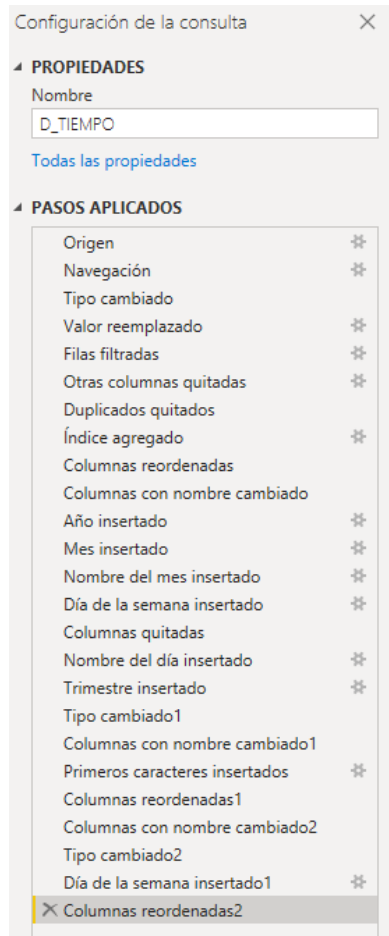 Configuración de la consulta
PROPIEDADES
Nombre
D_TIEMPO
Todas las propiedades
PASOS APLICADOS
Origen
Navegación
Tipo cambiado
Valor reemplazado
Filas filtradas
Otras columnas quitadas
Duplicados quitados
Índice agregado
Columnas reordenadas
Columnas con nombre cambiado
Año insertado
Mes insertado
Nombre del mes insertado
Día de la semana insertado
Columnas quitadas
Nombre del día insertado
Trimestre insertado
Tipo cambiado1
Columnas con nombre cambiado1
Primeros caracteres insertados
Columnas reordenadas1
Columnas con nombre cambiado2
Tipo cambiado2
Día de la semana insertado1
Columnas reordenadas2